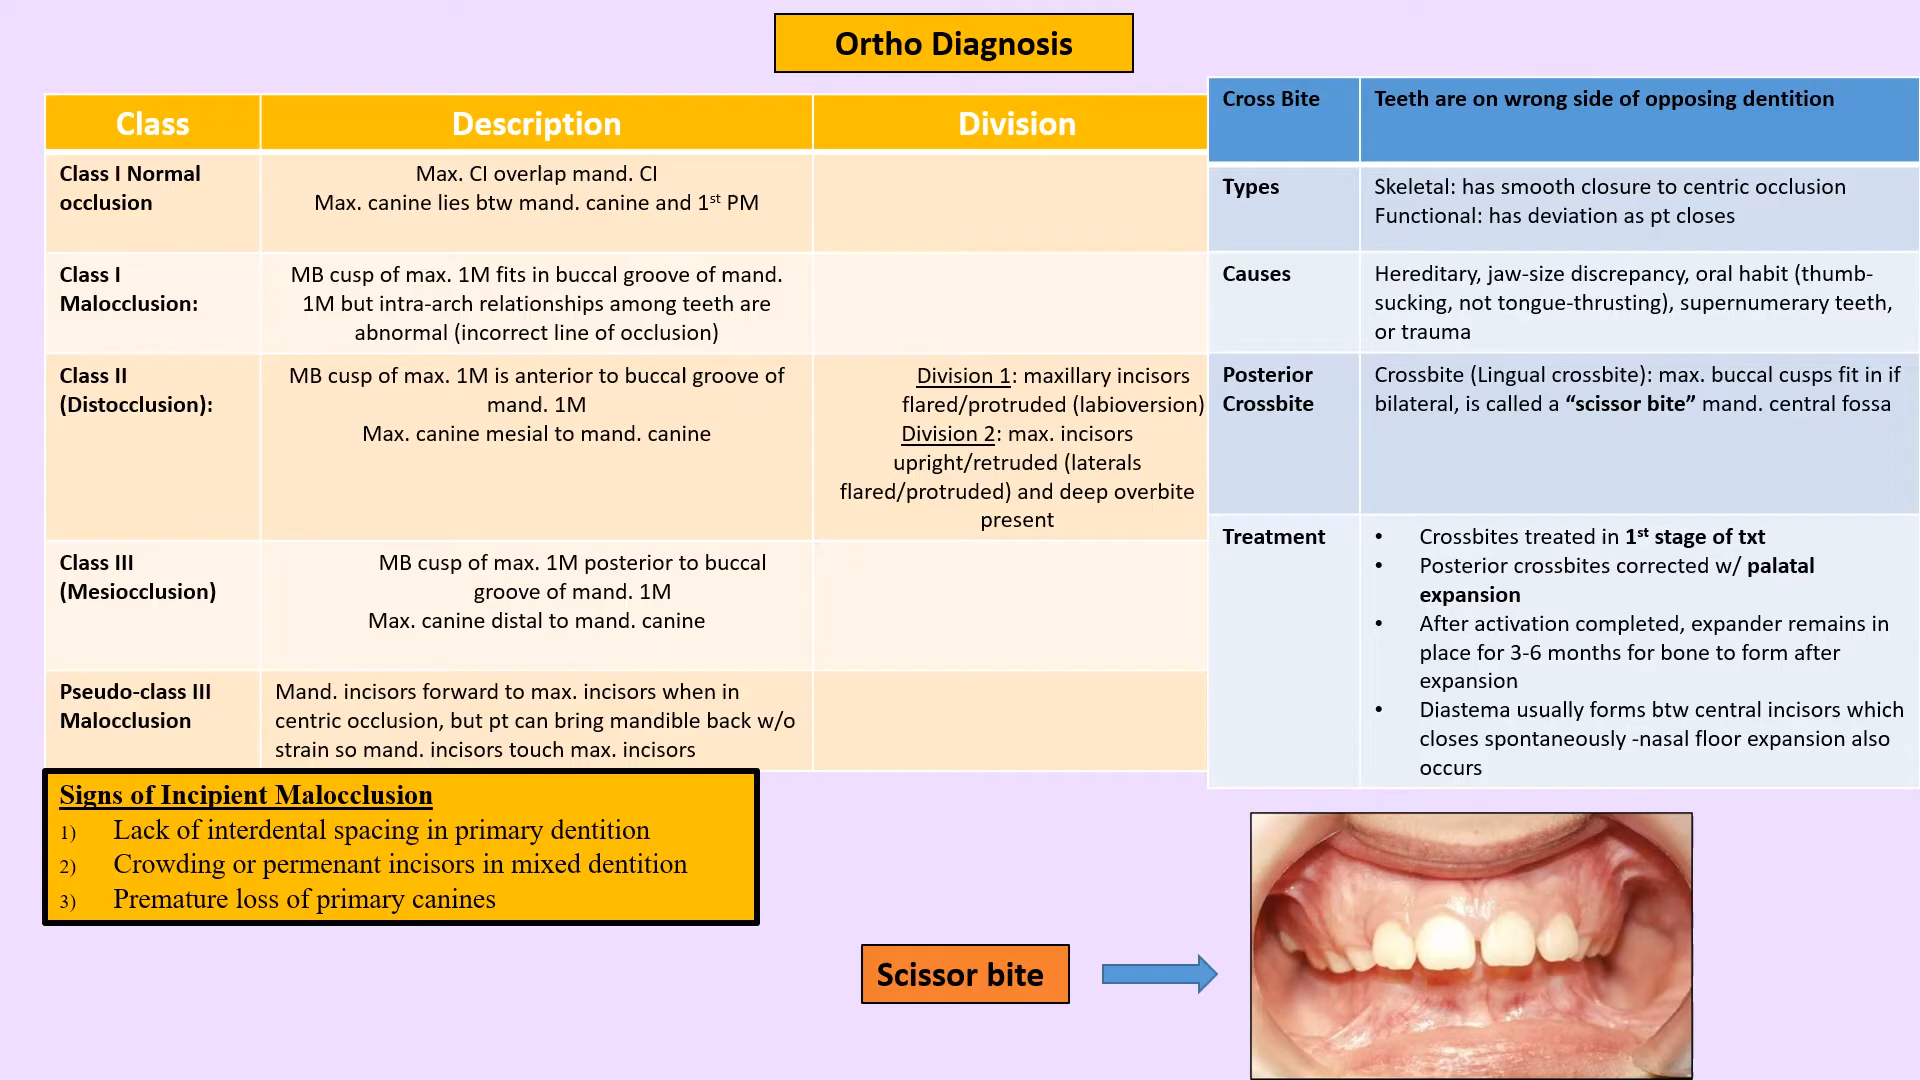 Ortho Diagnosis
Class Description Division
Class I Normal
occlusion
Max. CI overlap mand. CI
Max. canine lies btw mand. canine and 1st PM
Class I
Malocclusion:
MB cusp of max. 1M fits in buccal groove of mand.
1M but intra-arch relationships among teeth are
abnormal (incorrect line of occlusion)
Class II
(Distocclusion):
MB cusp of max. 1M is anterior to buccal groove of
mand. 1M
Max. canine mesial to mand. canine
Division 1: maxillary incisors
flared/protruded (labioversion)
Division 2: max. incisors
upright/retruded (laterals
flared/protruded) and deep overbite
present
Class III
(Mesiocclusion)
MB cusp of max. 1M posterior to buccal
groove of mand. 1M
Max. canine distal to mand. canine
Pseudo-class III
Malocclusion
Mand. incisors forward to max. incisors when in
centric occlusion, but pt can bring mandible back w/o
strain so mand. incisors touch max. incisors
Cross Bite
Teeth are on wrong side of opposing dentition
Types
Skeletal: has smooth closure to centric occlusion
Functional: has deviation as pt closes
Causes
Hereditary, jaw-size discrepancy, oral habit (thumb-
sucking, not tongue-thrusting), supernumerary teeth,
or trauma
Posterior
Crossbite
Crossbite (Lingual crossbite): max. buccal cusps fit in if
bilateral, is called a “scissor bite” mand. central fossa
Treatment
• Crossbites treated in 1st stage of txt
• Posterior crossbites corrected w/ palatal
expansion
• After activation completed, expander remains in
place for 3-6 months for bone to form after
expansion
• Diastema usually forms btw central incisors which
closes spontaneously -nasal floor expansion also
occurs
Signs of Incipient Malocclusion
1) Lack of interdental spacing in primary dentition
2) Crowding or permenant incisors in mixed dentition
3) Premature loss of primary canines
Scissor bite